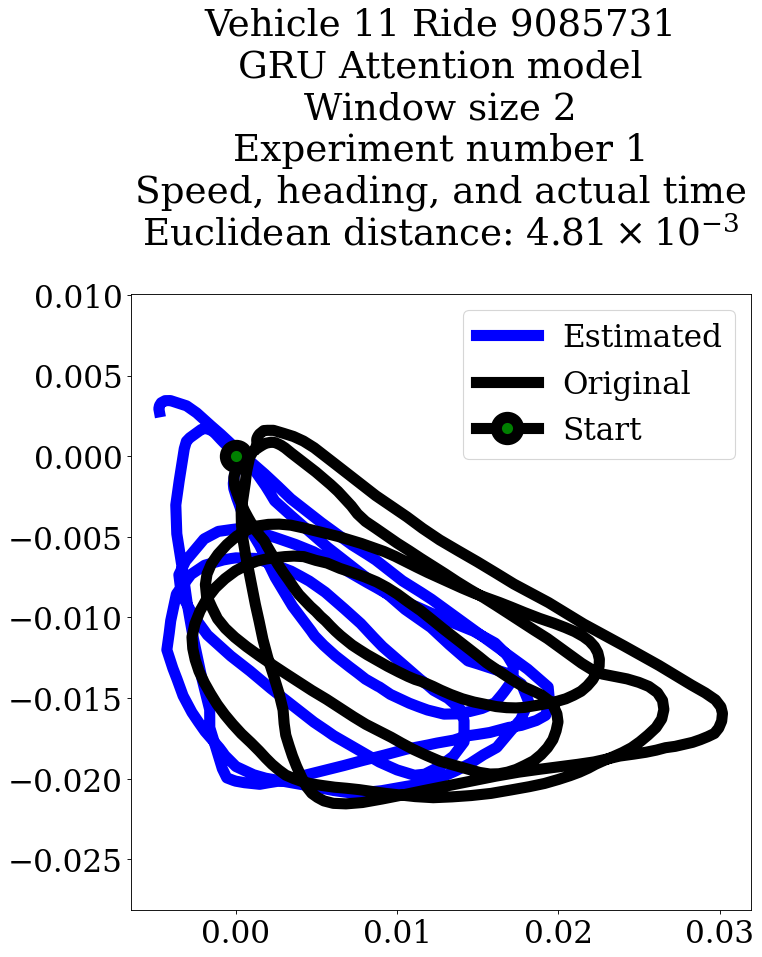 Vehicle 11 Ride 9085731
GRU Attention model
Window size 2
Experiment number 1
Speed, heading, and actual time
Euclidean distance: 4.81 × 10⁻³
0.010
0.005
0.000
−0.005
−0.010
−0.015
−0.020
−0.025
Estimated
Original
Start
0.00 0.01 0.02 0.03